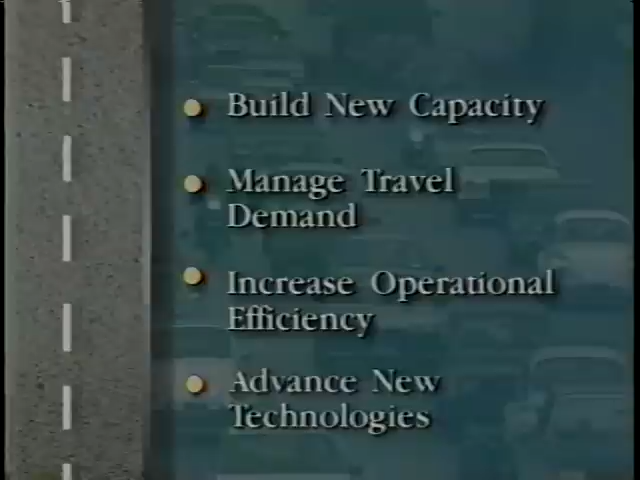 Build New Capacity
Manage Travel
Demand
Increase Operational
Efficiency
Advance New
Technologies